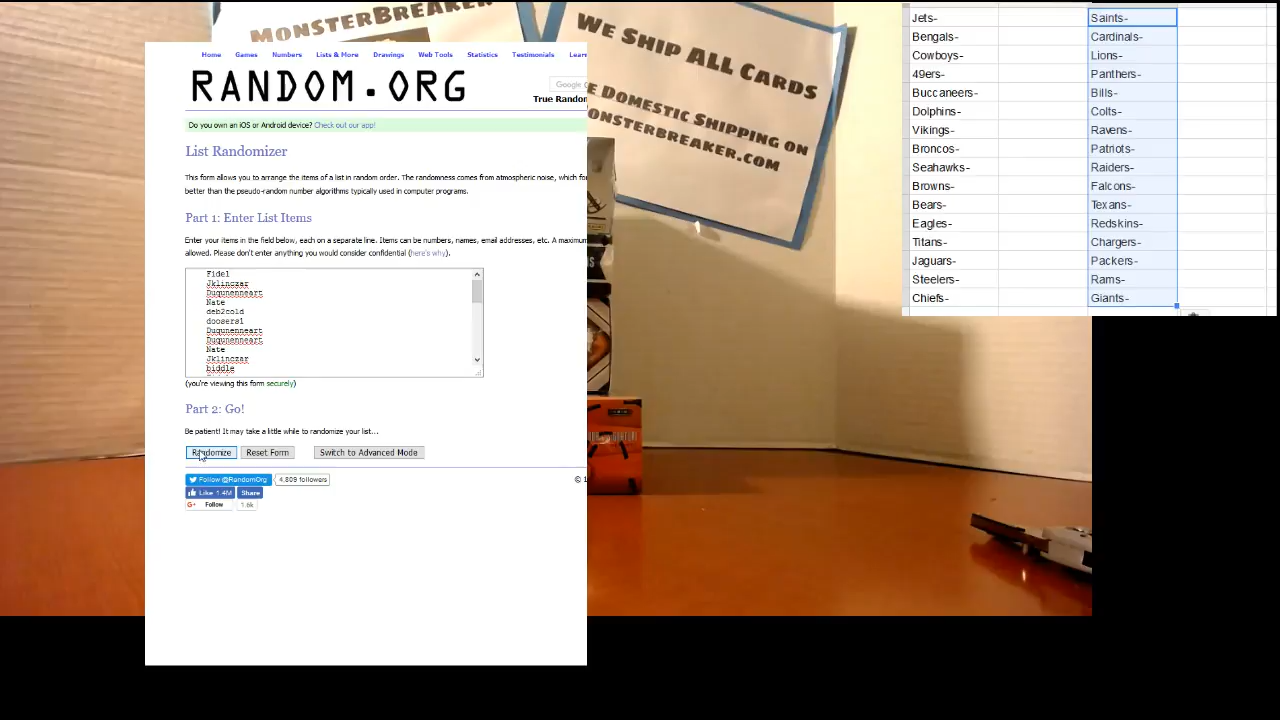 MONSTERBREAKER
WE SHIP ALL CARDS
E DOMESTIC SHIPPING ON
ONSTERBREAKER.COM
Home Games Numbers Lists & More Drawings Web Tools Statistics Testimonials Learn
RANDOM.ORG
Google
True Random
Do you own an iOS or Android device? Check out our app!
List Randomizer
This form allows you to arrange the items of a list in random order. The randomness comes from atmospheric noise, which for
better than the pseudo-random number algorithms typically used in computer programs.
Part 1: Enter List Items
Enter your items in the field below, each on a separate line. Items can be numbers, names, email addresses, etc. A maximum
allowed. Please don't enter anything you would consider confidential (here's why).
Fidel
Jklinczar
Duqunenneart
Nate
deb2cold
doosers1
Duqunenneart
Duqunenneart
Nate
Jklinczar
biddle
(you're viewing this form securely)
Part 2: Go!
Be patient! It may take a little while to randomize your list...
Randomize Reset Form Switch to Advanced Mode
Follow @RandomOrg 4,809 followers
Like 1.4M Share
G+ Follow 1.6k
© 1
Jets- Saints-
Bengals- Cardinals-
Cowboys- Lions-
49ers- Panthers-
Buccaneers- Bills-
Dolphins- Colts-
Vikings- Ravens-
Broncos- Patriots-
Seahawks- Raiders-
Browns- Falcons-
Bears- Texans-
Eagles- Redskins-
Titans- Chargers-
Jaguars- Packers-
Steelers- Rams-
Chiefs- Giants-